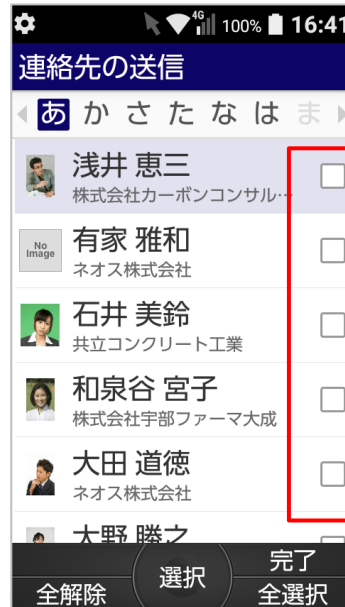 4G 100% 16:41
連絡先の送信
あ か さ た な は ま
浅井 恵三
株式会社カーボンコンサル…
No Image
有家 雅和
ネオス株式会社
石井 美鈴
共立コンクリート工業
和泉谷 宮子
株式会社宇部ファーマ大成
大田 道徳
ネオス株式会社
大野 勝之
完了
選択
全解除 全選択